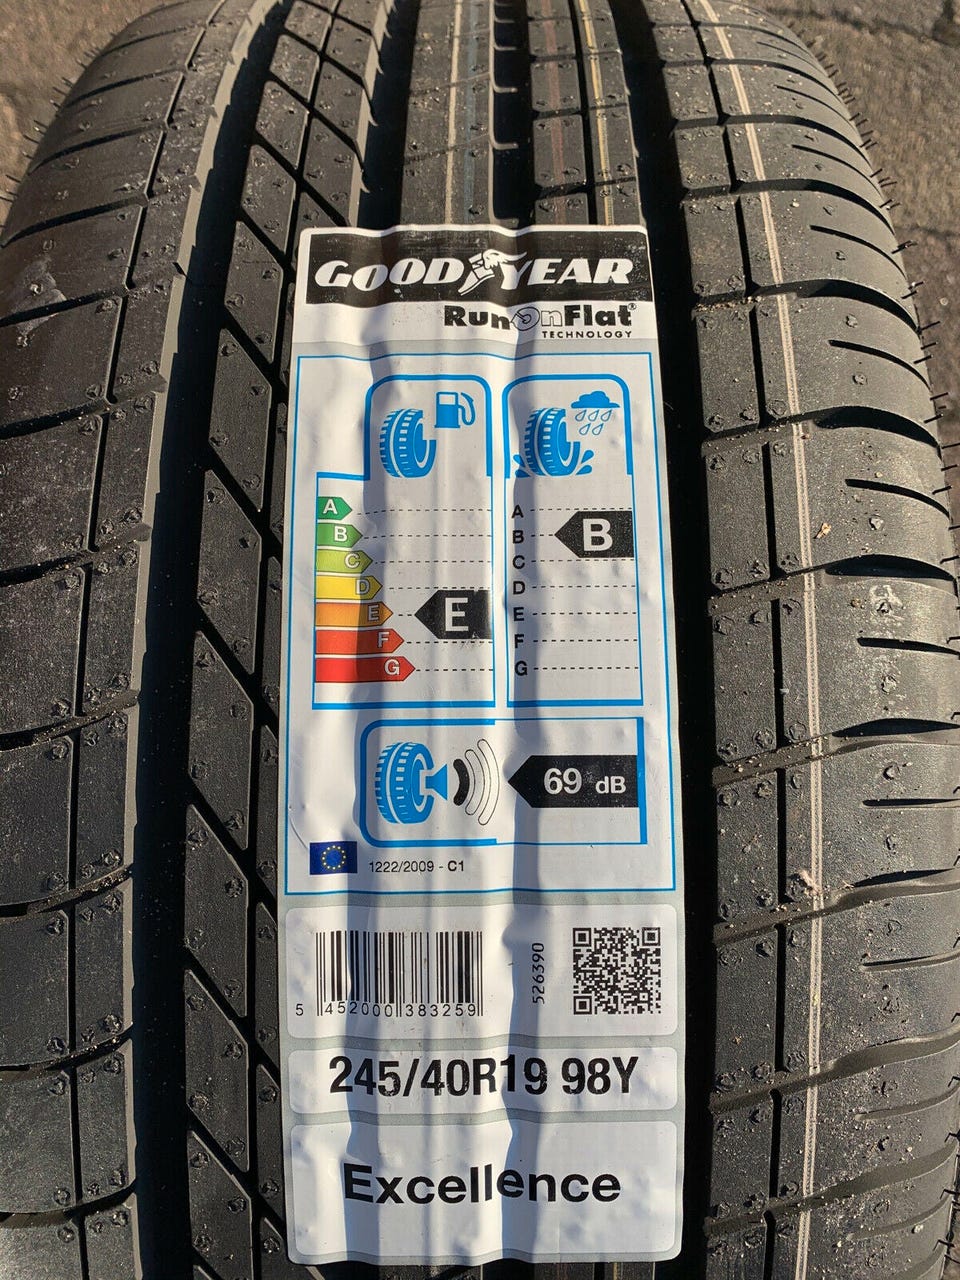 GOODYEAR
RunOnFlat®
TECHNOLOGY
A
B
C
D
E
F
G
E
A
B
C
D
E
F
G
B
69 dB
1222/2009 - C1
5 452000 383259
526390
245/40R19 98Y
Excellence